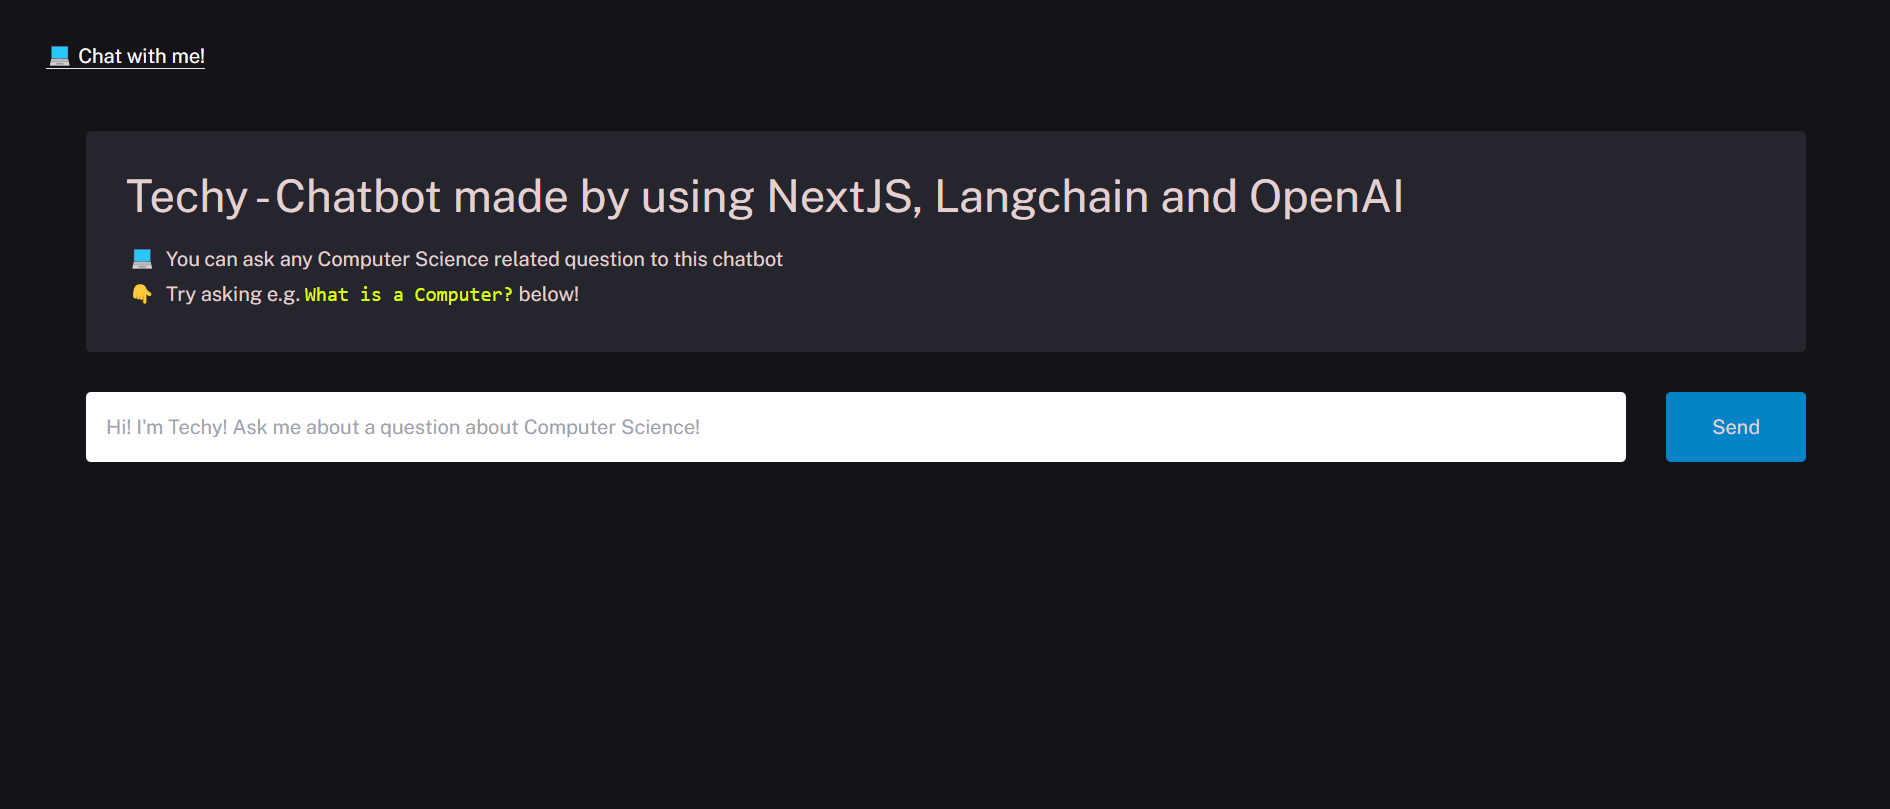 💻 Chat with me!
Techy - Chatbot made by using NextJS, Langchain and OpenAI
💻 You can ask any Computer Science related question to this chatbot
👇 Try asking e.g. What is a Computer? below!
Hi! I'm Techy! Ask me about a question about Computer Science!
Send